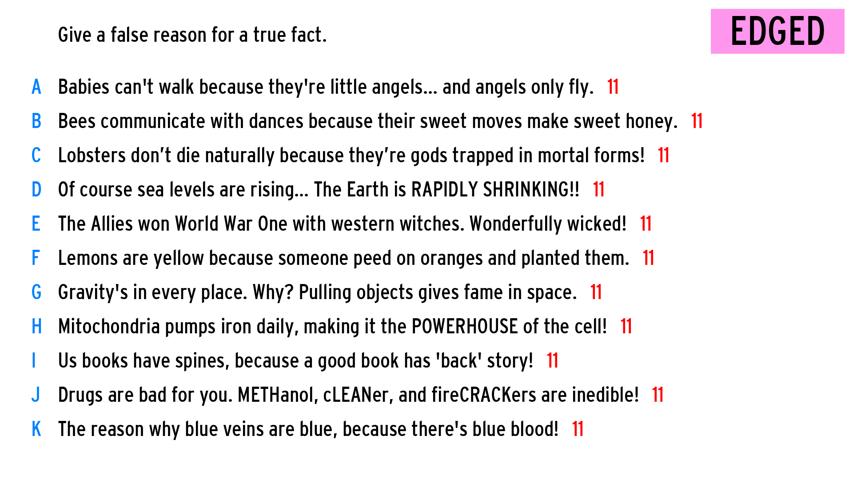 Give a false reason for a true fact.
EDGED
A Babies can't walk because they're little angels... and angels only fly. 11
B Bees communicate with dances because their sweet moves make sweet honey. 11
C Lobsters don’t die naturally because they’re gods trapped in mortal forms! 11
D Of course sea levels are rising... The Earth is RAPIDLY SHRINKING!! 11
E The Allies won World War One with western witches. Wonderfully wicked! 11
F Lemons are yellow because someone peed on oranges and planted them. 11
G Gravity's in every place. Why? Pulling objects gives fame in space. 11
H Mitochondria pumps iron daily, making it the POWERHOUSE of the cell! 11
I Us books have spines, because a good book has 'back' story! 11
J Drugs are bad for you. METHanol, cLEANer, and fireCRACKers are inedible! 11
K The reason why blue veins are blue, because there's blue blood! 11